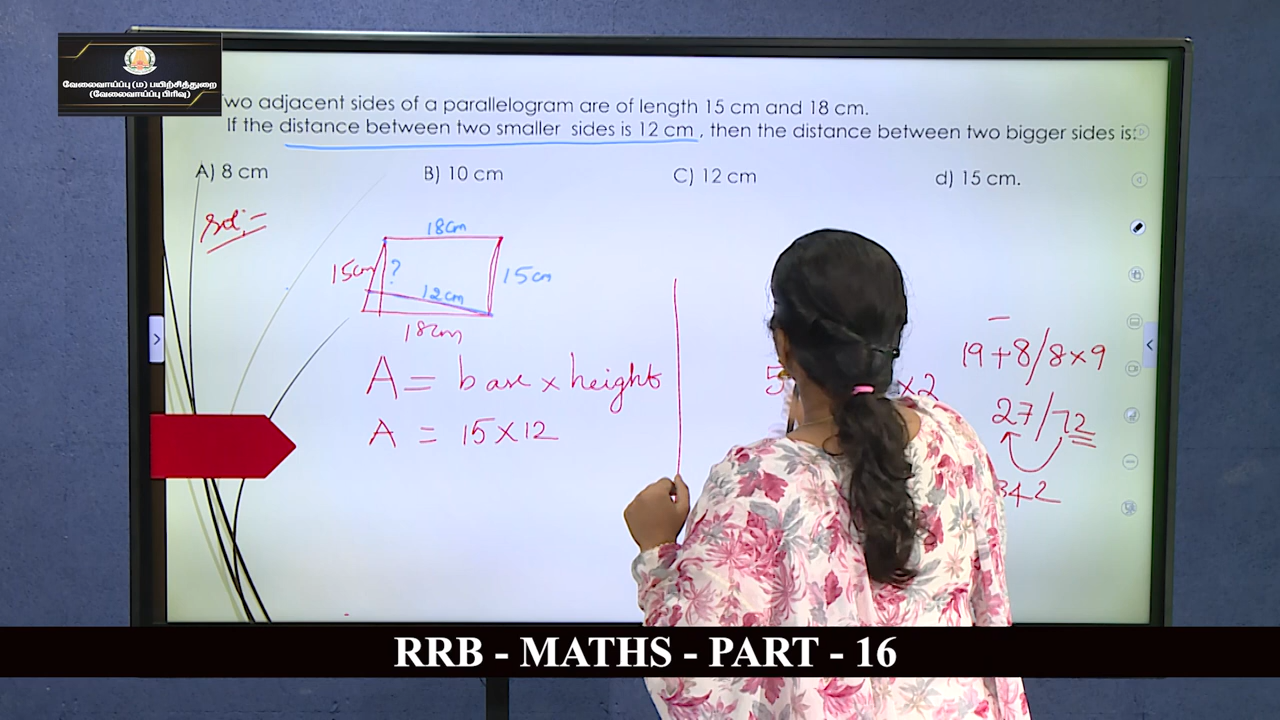 வேலைவாய்ப்பு (ம) பயிற்சித்துறை
(வேலைவாய்ப்பு பிரிவு)
wo adjacent sides of a parallelogram are of length 15 cm and 18 cm.
If the distance between two smaller sides is 12 cm, then the distance between two bigger sides is:
A) 8 cm B) 10 cm C) 12 cm d) 15 cm.
Sol:-
18cm
15cm ? 15cm
12cm
18cm
A = base × height
A = 15×12
5 ×2
19+8/8×9
27/72
342
RRB - MATHS - PART - 16